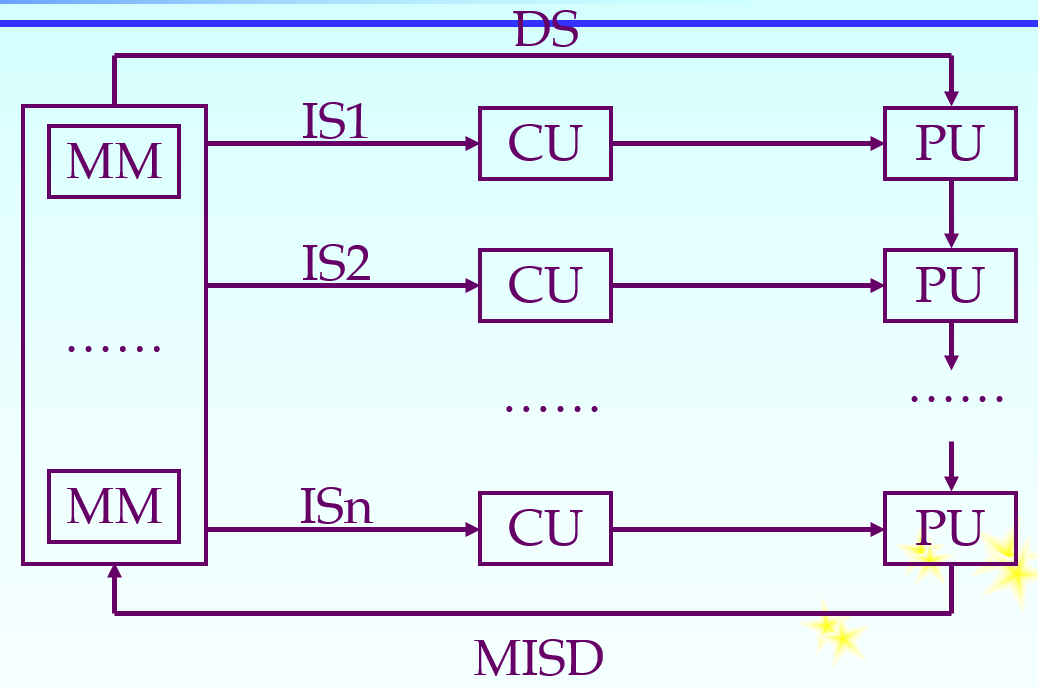 DS
MM IS1 CU PU
IS2 CU PU
…… …… ……
MM ISn CU PU
MISD